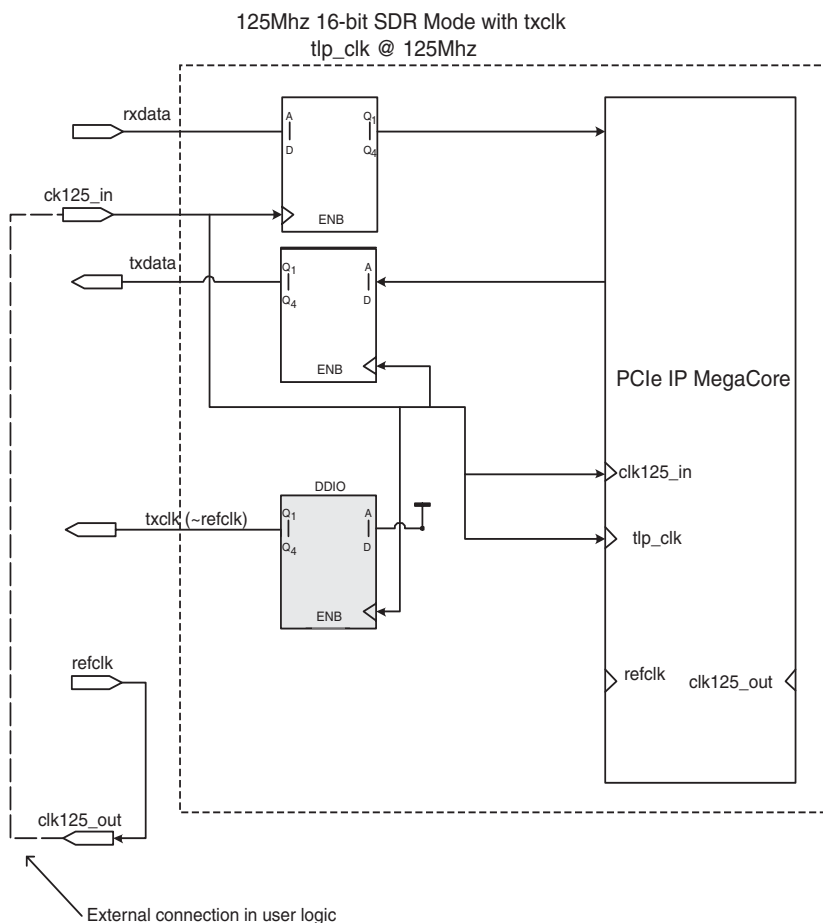 125Mhz 16-bit SDR Mode with txclk
tlp_clk @ 125Mhz
rxdata
A
D
Q1
Q4
ENB
ck125_in
txdata
Q1
Q4
A
D
ENB
PCIe IP MegaCore
clk125_in
tlp_clk
refclk
clk125_out
DDIO
txclk (~refclk)
Q1
Q4
A
D
ENB
refclk
clk125_out
External connection in user logic